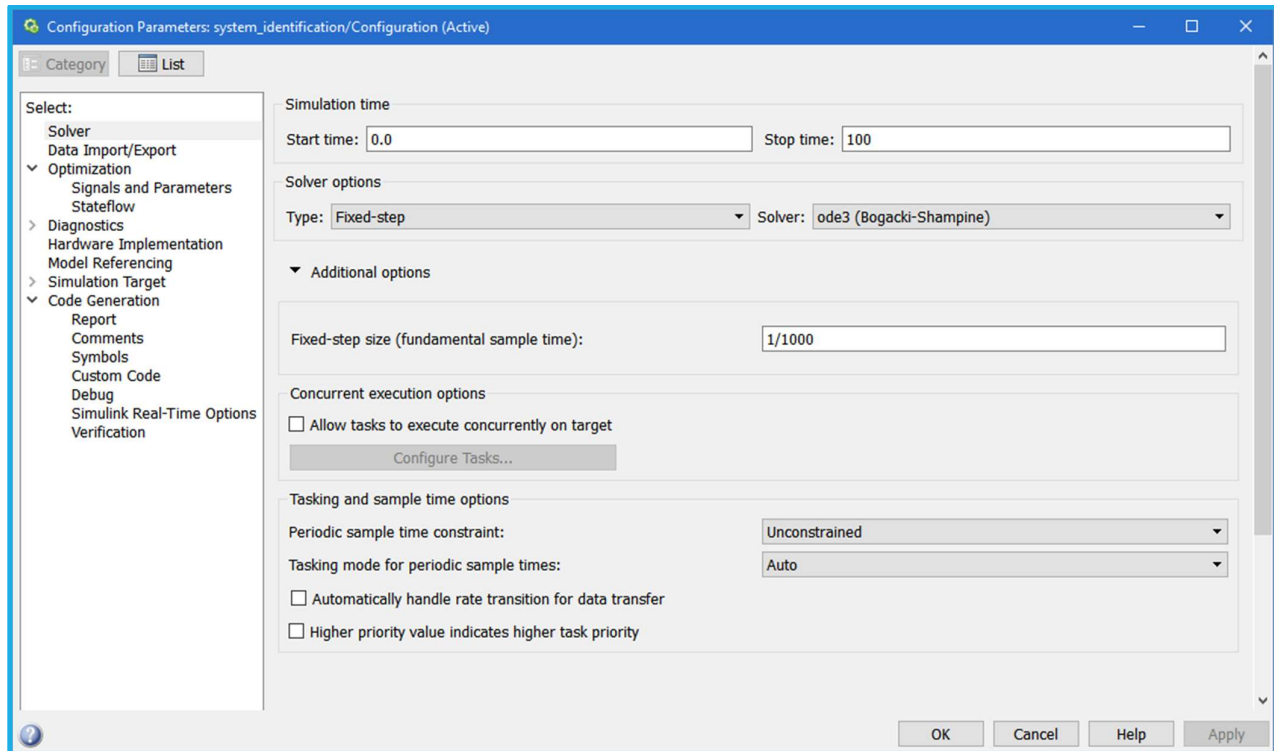 Configuration Parameters: system_identification/Configuration (Active)
Category List
Select:
Solver
Data Import/Export
Optimization
Signals and Parameters
Stateflow
Diagnostics
Hardware Implementation
Model Referencing
Simulation Target
Code Generation
Report
Comments
Symbols
Custom Code
Debug
Simulink Real-Time Options
Verification
Simulation time
Start time: 0.0 Stop time: 100
Solver options
Type: Fixed-step Solver: ode3 (Bogacki-Shampine)
Additional options
Fixed-step size (fundamental sample time): 1/1000
Concurrent execution options
Allow tasks to execute concurrently on target
Configure Tasks...
Tasking and sample time options
Periodic sample time constraint: Unconstrained
Tasking mode for periodic sample times: Auto
Automatically handle rate transition for data transfer
Higher priority value indicates higher task priority
OK Cancel Help Apply